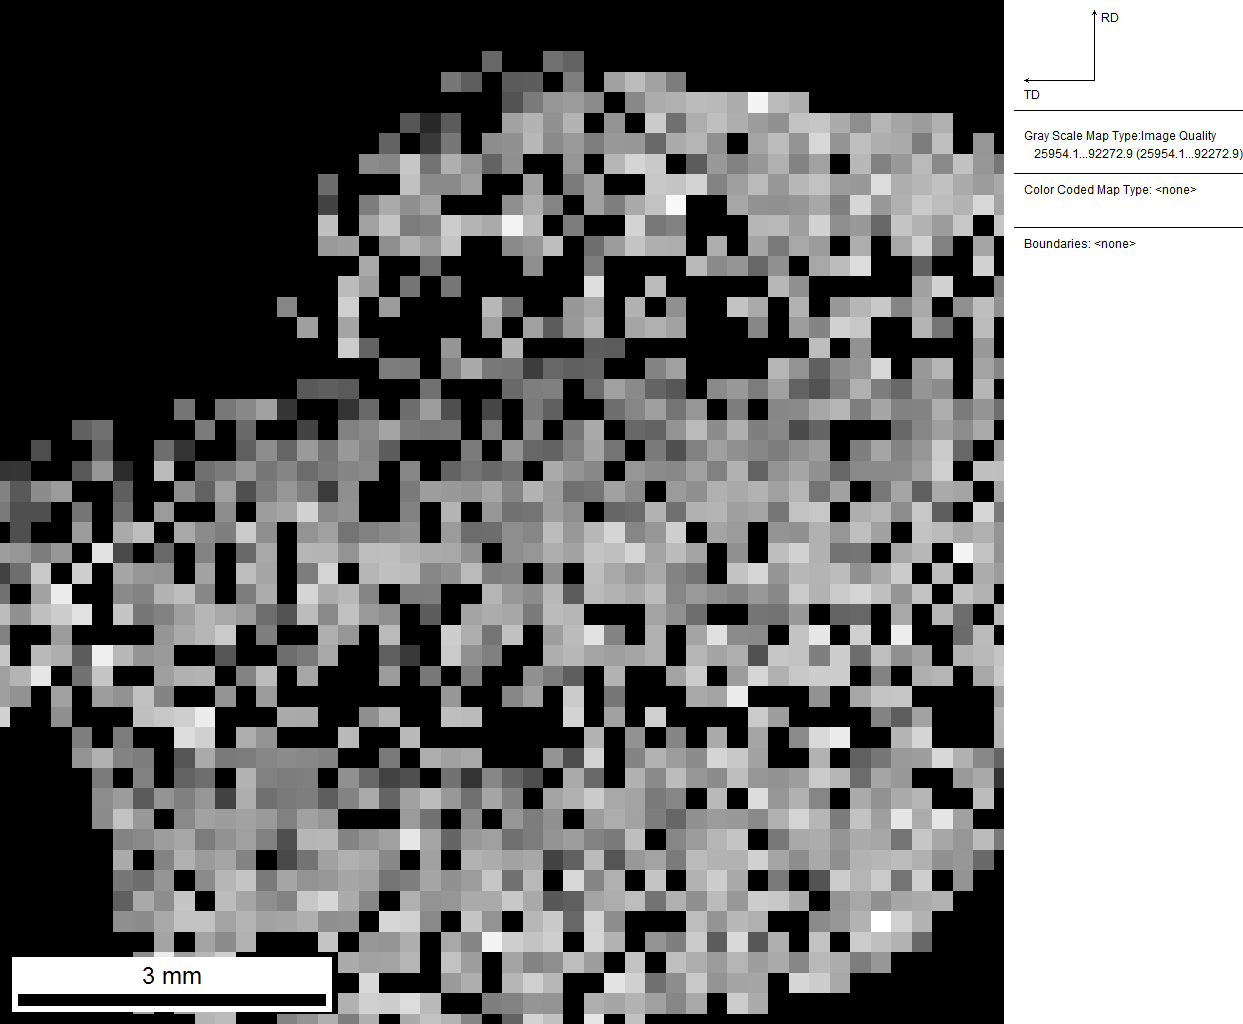 RD
TD
Gray Scale Map Type:Image Quality
25954.1...92272.9 (25954.1...92272.9)
Color Coded Map Type: <none>
Boundaries: <none>
3 mm